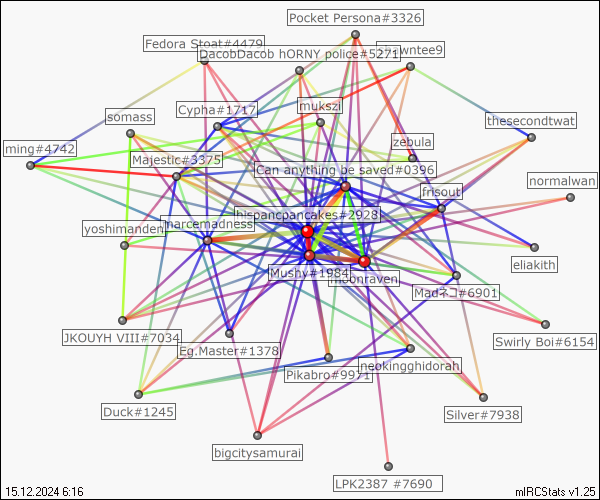 Pocket Persona#3326
Fedora Stoat#4479
DacobDacob hORNY police#5271
shawntee9
mukszi
Cypha#1717
somass
thesecondtwat
zebula
ming#4742
Majestic#3375
Can anything be saved#0396
normalwan
frisout
hispancpancakes#2928
yoshimanden
marcemadness
eliakith
Mushy#1984
moonraven
Madネコ#6901
JKOUYH VIII#7034
Swirly Boi#6154
Eg.Master#1378
Pikabro#9971
neokingghidorah
Duck#1245
Silver#7938
bigcitysamurai
LPK2387 #7690
15.12.2024 6:16
mIRCStats v1.25